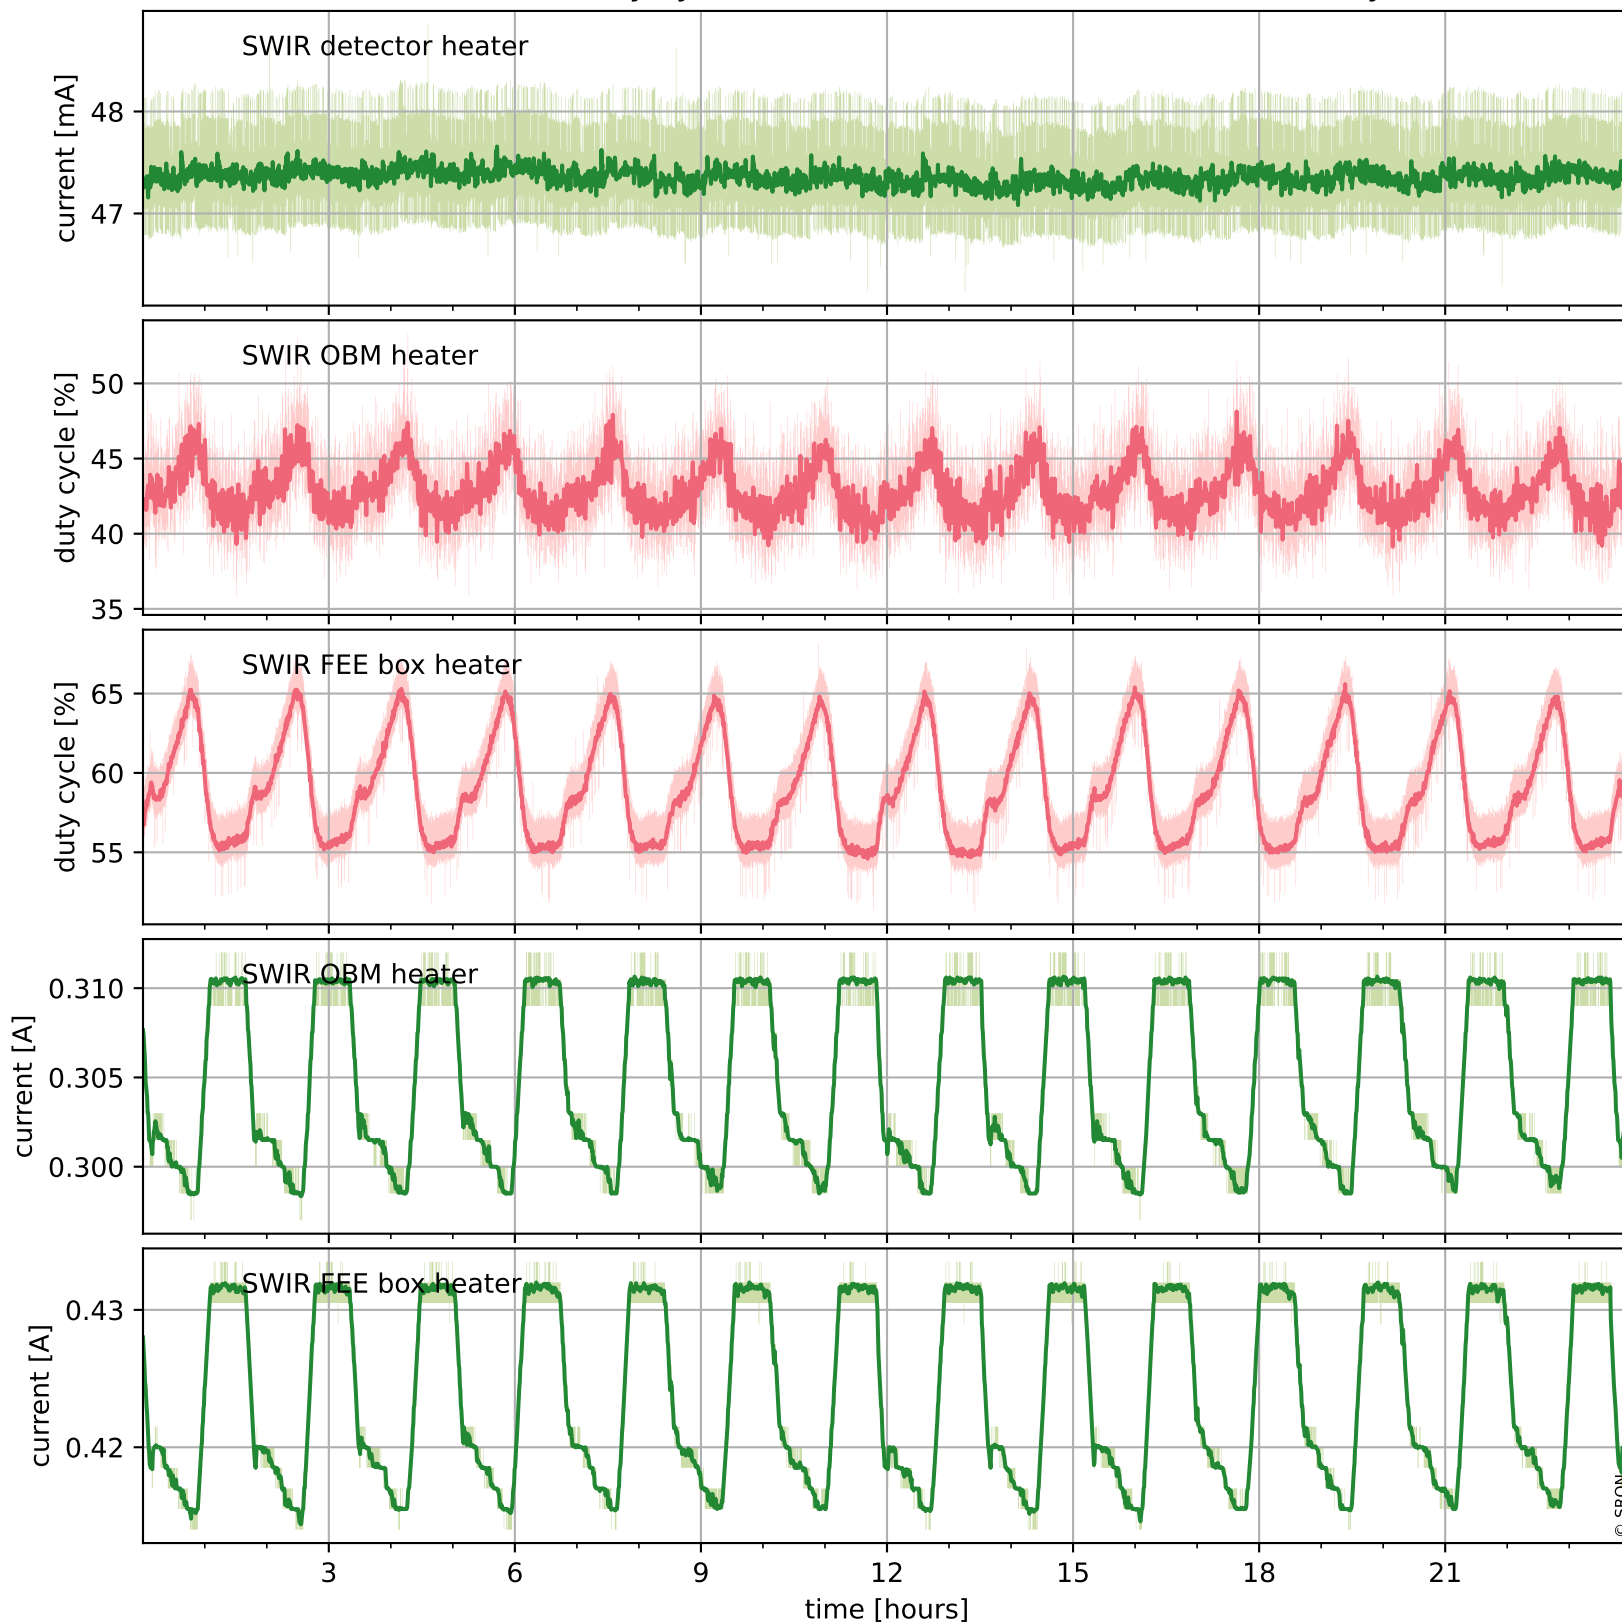 SWIR detector heater
current [mA]
48
47
SWIR OBM heater
duty cycle [%]
50
45
40
35
SWIR FEE box heater
duty cycle [%]
65
60
55
SWIR OBM heater
current [A]
0.310
0.305
0.300
SWIR FEE box heater
current [A]
0.43
0.42
© SRON
3 6 9 12 15 18 21
time [hours]